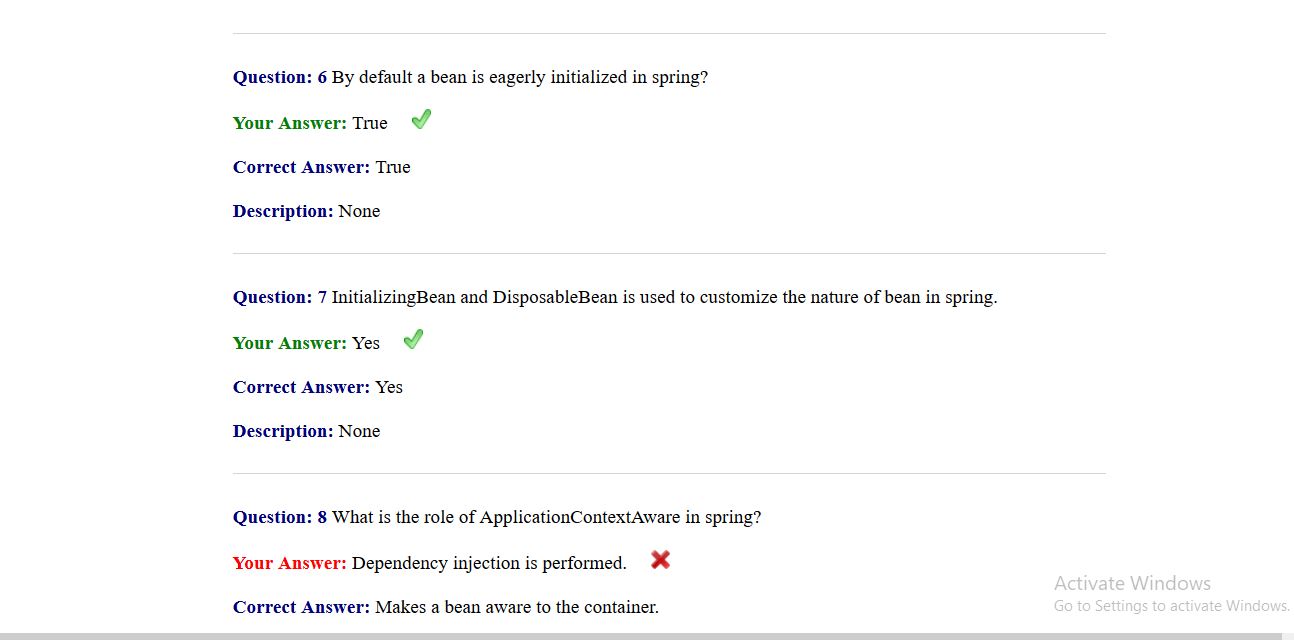 Question: 6 By default a bean is eagerly initialized in spring?
Your Answer: True
Correct Answer: True
Description: None
Question: 7 InitializingBean and DisposableBean is used to customize the nature of bean in spring.
Your Answer: Yes
Correct Answer: Yes
Description: None
Question: 8 What is the role of ApplicationContextAware in spring?
Your Answer: Dependency injection is performed.
Correct Answer: Makes a bean aware to the container.
Activate Windows
Go to Settings to activate Windows.